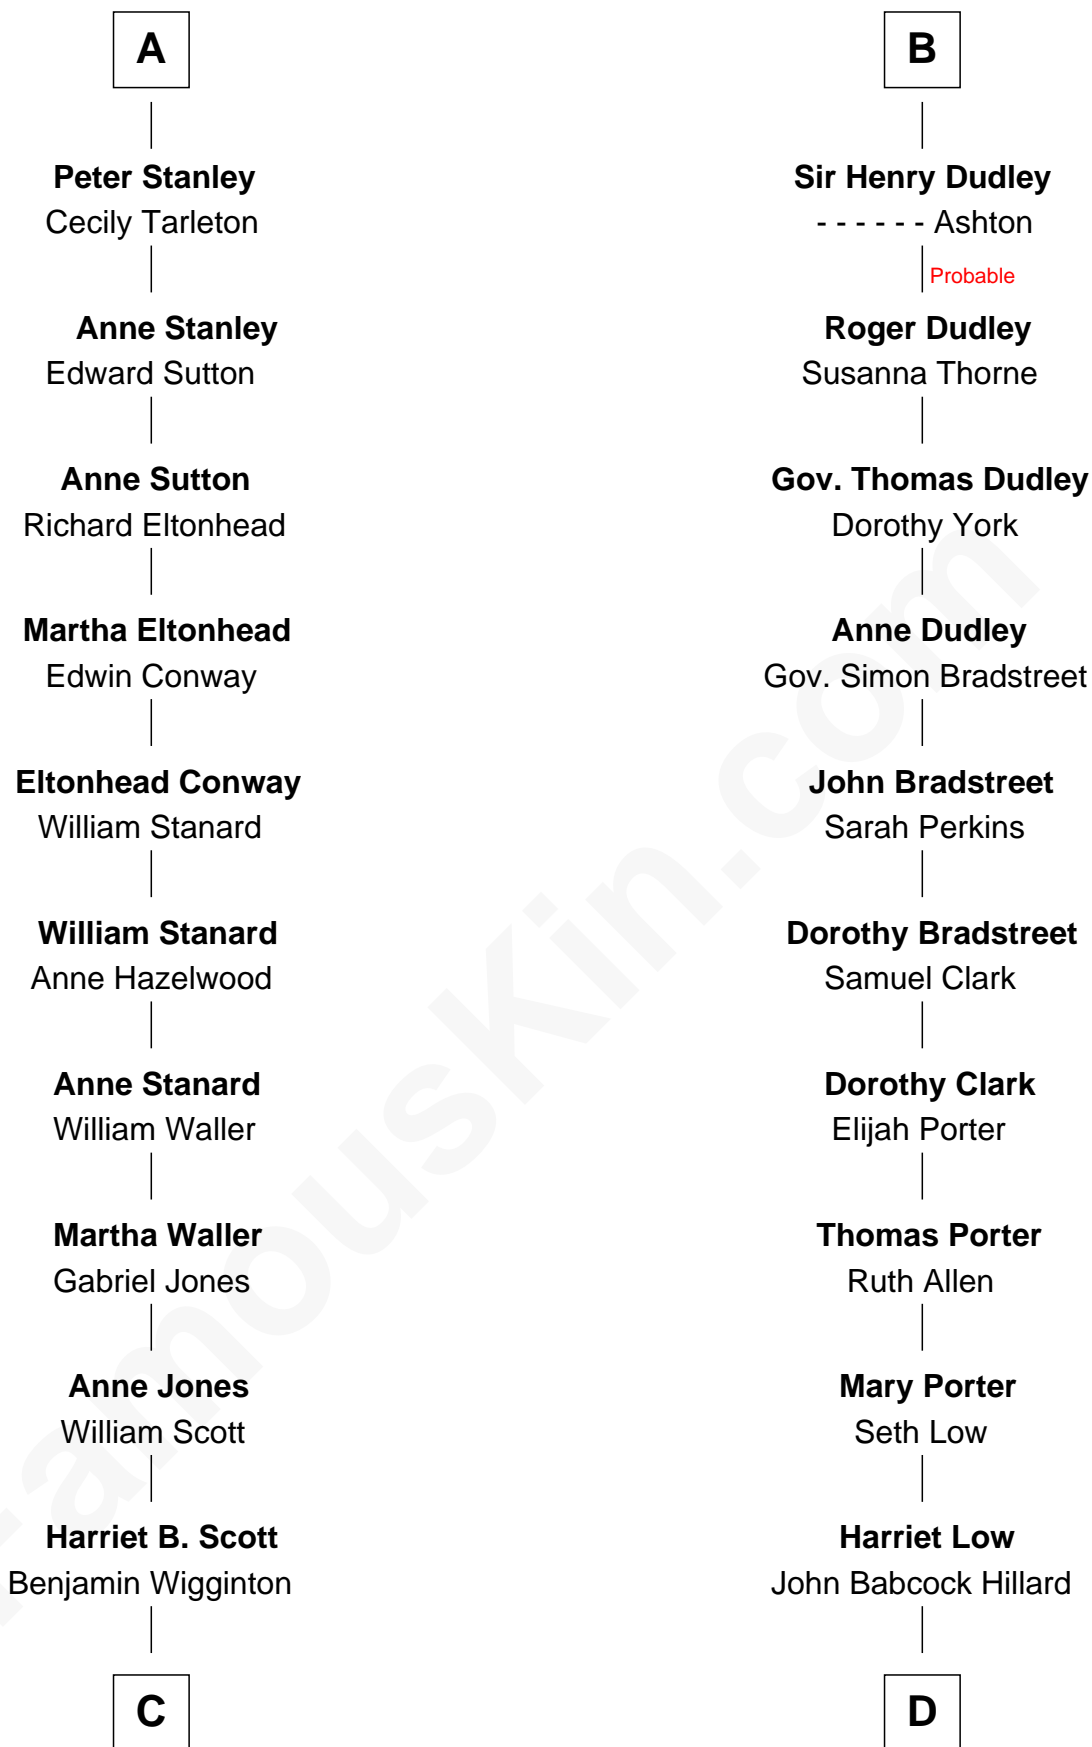 A
Peter Stanley
Cecily Tarleton
Anne Stanley
Edward Sutton
Anne Sutton
Richard Eltonhead
Martha Eltonhead
Edwin Conway
Eltonhead Conway
William Stanard
William Stanard
Anne Hazelwood
Anne Stanard
William Waller
Martha Waller
Gabriel Jones
Anne Jones
William Scott
Harriet B. Scott
Benjamin Wigginton
C
B
Sir Henry Dudley
- - - - - - Ashton
Probable
Roger Dudley
Susanna Thorne
Gov. Thomas Dudley
Dorothy York
Anne Dudley
Gov. Simon Bradstreet
John Bradstreet
Sarah Perkins
Dorothy Bradstreet
Samuel Clark
Dorothy Clark
Elijah Porter
Thomas Porter
Ruth Allen
Mary Porter
Seth Low
Harriet Low
John Babcock Hillard
D
FamousKin.com